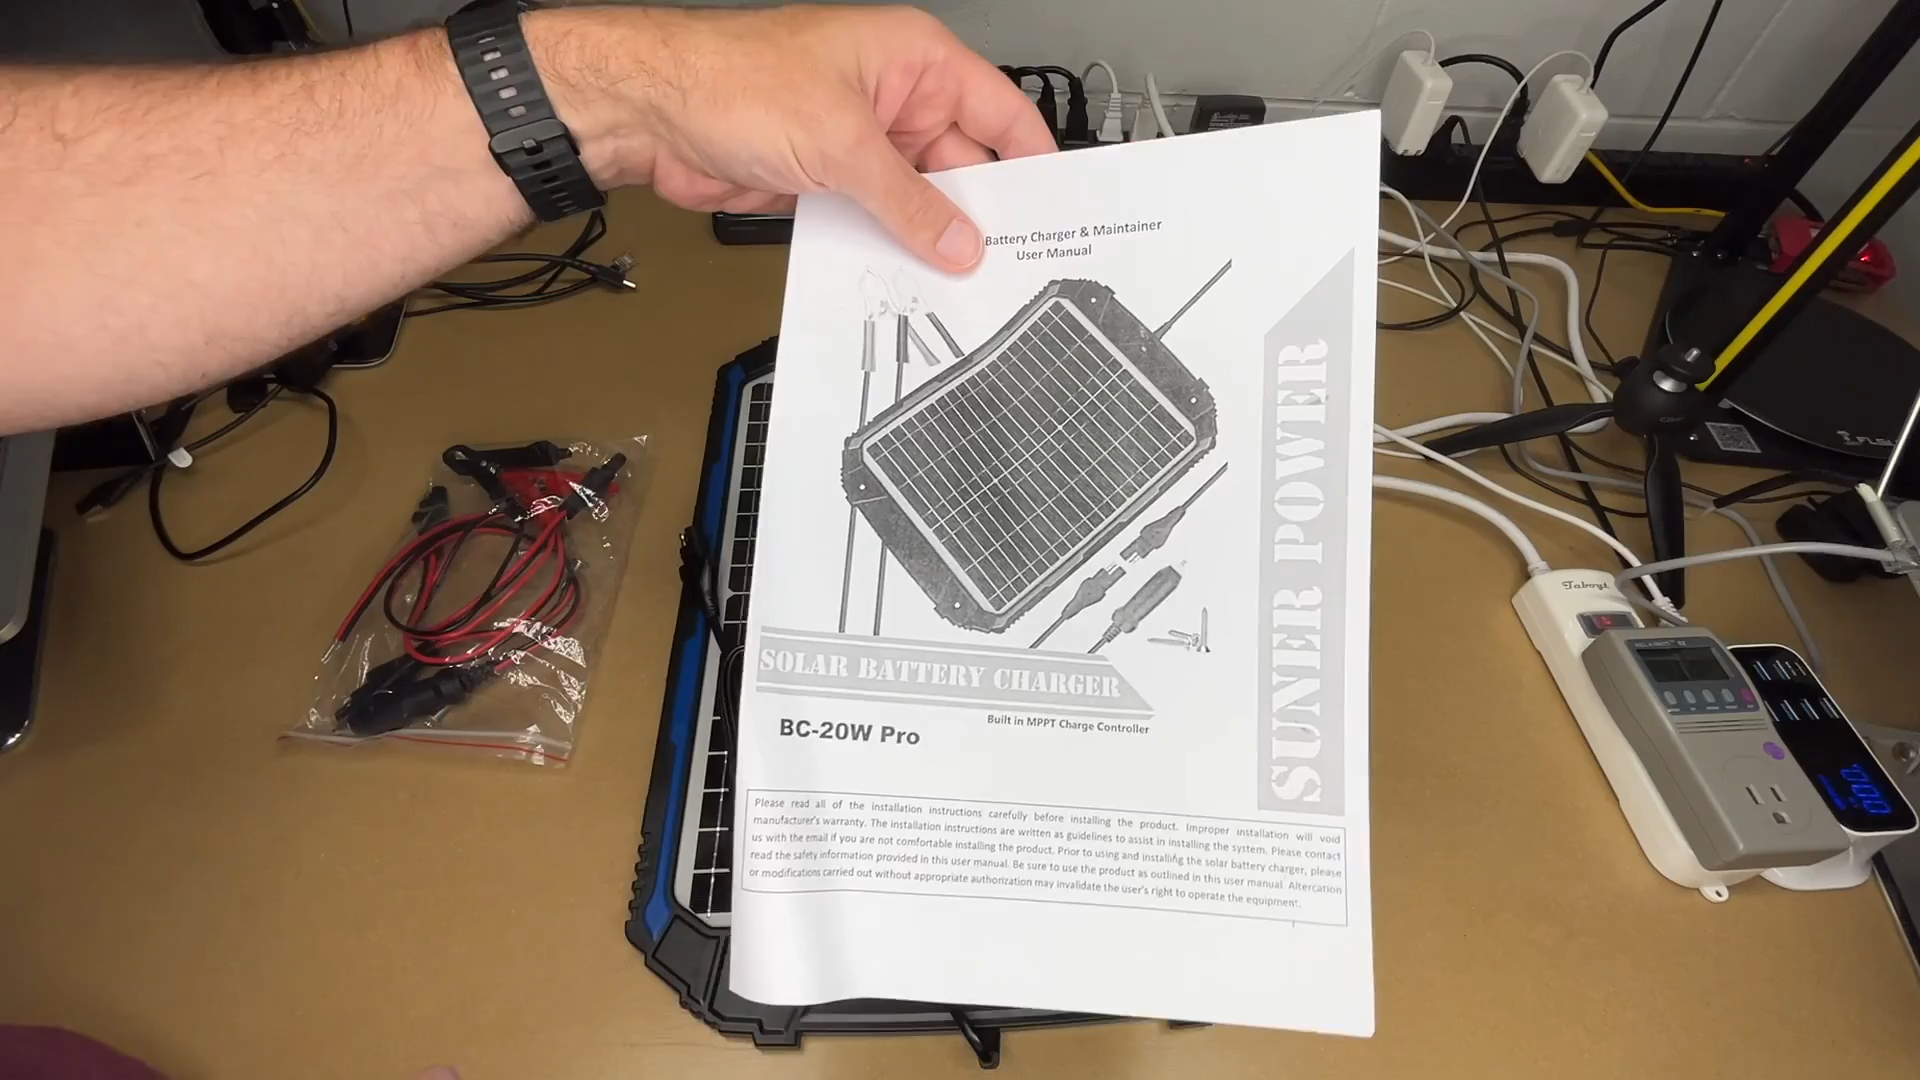 Battery Charger & Maintainer
User Manual
SUNER POWER
SOLAR BATTERY CHARGER
Built in MPPT Charge Controller
BC-20W Pro
Please read all of the installation instructions carefully before installing the product. Improper installation will void
manufacturer's warranty. The installation instructions are written as guidelines to assist in installing the system. Please contact
us with the email if you are not comfortable installing the product. Prior to using and installing the solar battery charger, please
read the safety information provided in this user manual. Be sure to use the product as outlined in this user manual. Altercation
or modifications carried out without appropriate authorization may invalidate the user's right to operate the equipment.